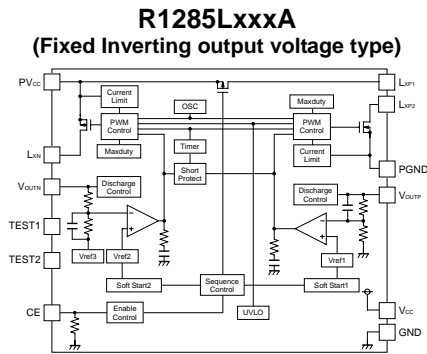 R1285LxxxA
(Fixed Inverting output voltage type)
PVCC
LXP1
Current
Limit
OSC
Maxduty
LXP2
PWM
Control
PWM
Control
Maxduty
Timer
Current
Limit
LXN
Short
Protect
PGND
VOUTN
Discharge
Control
Discharge
Control
VOUTP
TEST1
Vref3
Vref2
Vref1
TEST2
Soft Start2
Sequence
Control
Soft Start1
CE
Enable
Control
UVLO
VCC
GND